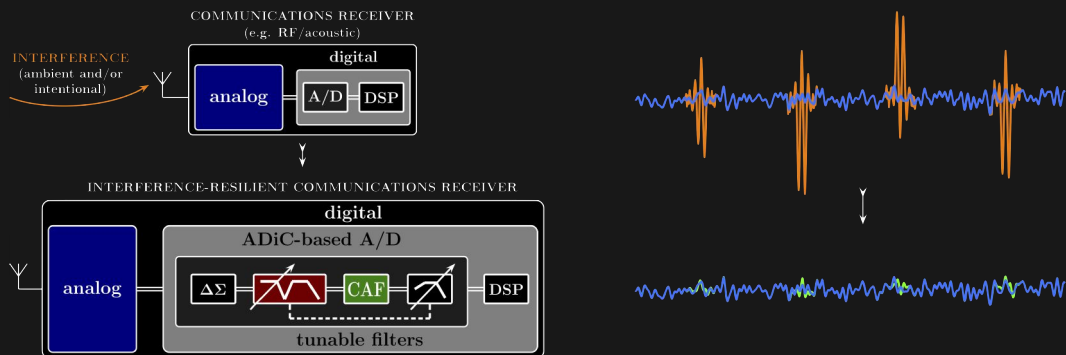 COMMUNICATIONS RECEIVER
(e.g. RF/acoustic)
INTERFERENCE
(ambient and/or
intentional)
digital
analog
A/D
DSP
INTERFERENCE-RESILIENT COMMUNICATIONS RECEIVER
digital
ADiC-based A/D
analog
ΔΣ
CAF
DSP
tunable filters